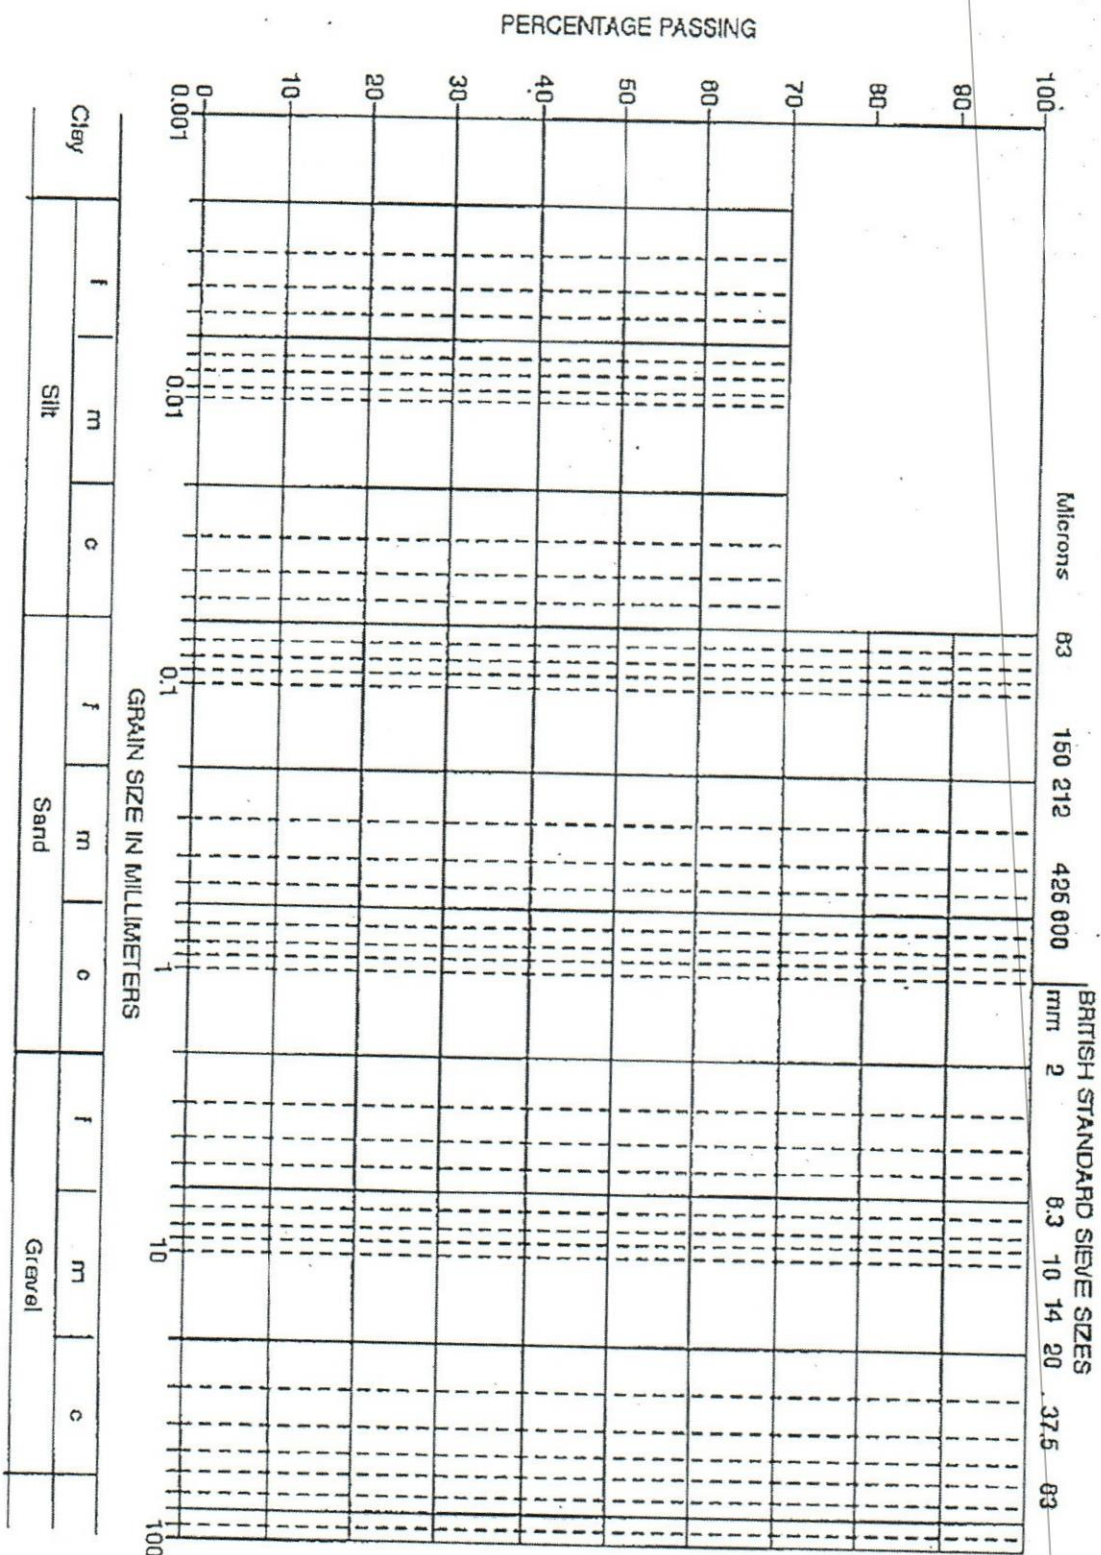 BRITISH STANDARD SIEVE SIZES
Microns 63 150 212 425 600 mm 2 6.3 10 14 20 37.5 63
PERCENTAGE PASSING
100
80
80
70
60
50
40
30
20
10
0
0.001 0.01 0.1 1 10 100
GRAIN SIZE IN MILLIMETERS
Clay f m c f m c f m c
Silt Sand Gravel